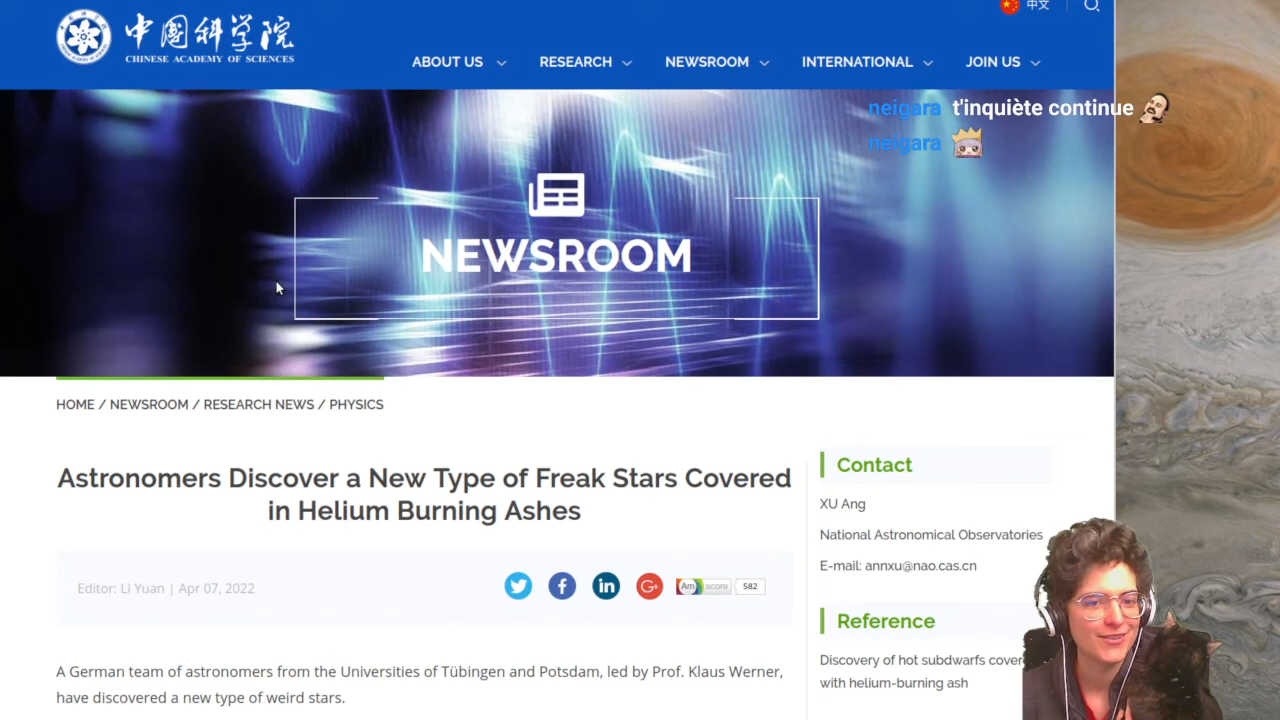 中文
中国科学院
CHINESE ACADEMY OF SCIENCES
ABOUT US
RESEARCH
NEWSROOM
INTERNATIONAL
JOIN US
neigara t'inquiète continue
neigara
NEWSROOM
HOME / NEWSROOM / RESEARCH NEWS / PHYSICS
Astronomers Discover a New Type of Freak Stars Covered
in Helium Burning Ashes
Editor: LI Yuan | Apr 07, 2022
Am score 582
A German team of astronomers from the Universities of Tübingen and Potsdam, led by Prof. Klaus Werner,
have discovered a new type of weird stars.
Contact
XU Ang
National Astronomical Observatories
E-mail: annxu@nao.cas.cn
Reference
Discovery of hot subdwarfs cover
with helium-burning ash